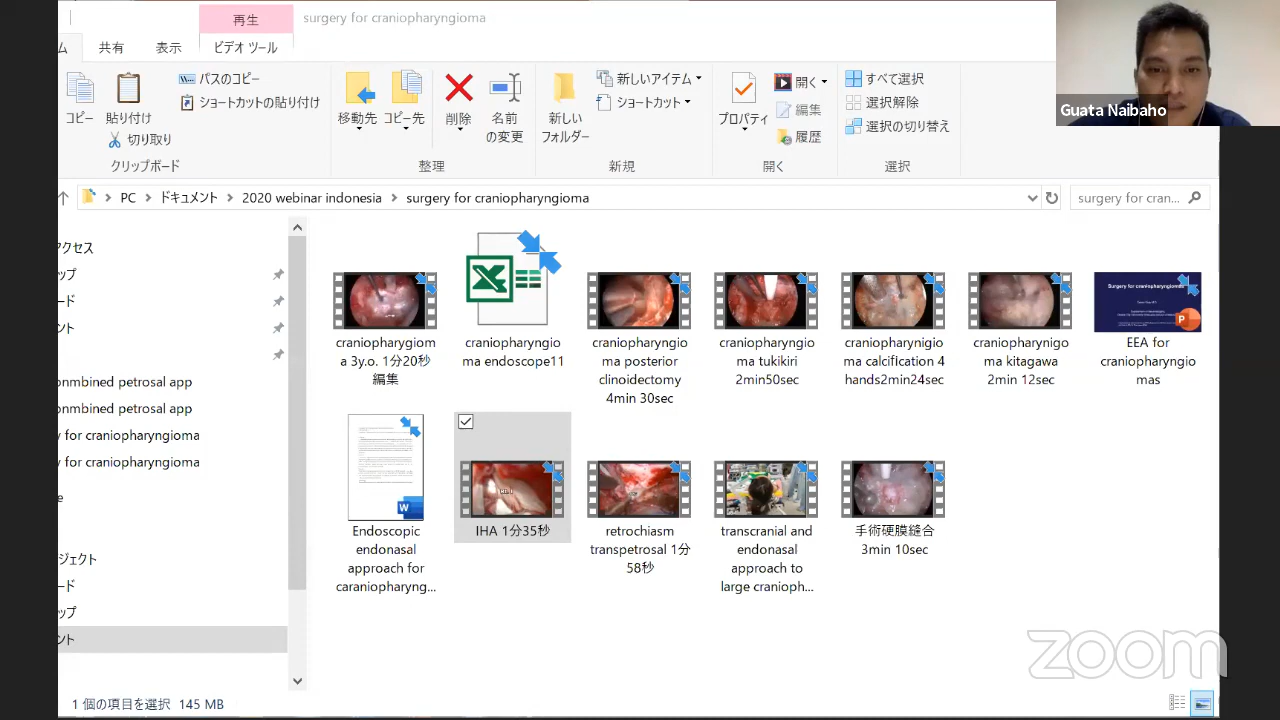 再生
surgery for craniopharyngioma
Guata Naibaho
ム
共有
表示
ビデオ ツール
コピー
貼り付け
パスのコピー
ショートカットの貼り付け
切り取り
クリップボード
移動先
コピー先
削除
名前
の変更
整理
新しい
フォルダー
新しいアイテム
ショートカット
新規
プロパティ
開く
編集
履歴
開く
すべて選択
選択解除
選択の切り替え
選択
PC
ドキュメント
2020 webinar indonesia
surgery for craniopharyngioma
surgery for cran...
アクセス
ップ
ード
ント
onmbined petrosal app
onmbined petrosal app
y for craniopharyngioma
y for craniopharyngioma
e
ジェクト
ード
ップ
ント
craniopharygiom
a 3y.o. 1分20秒
編集
craniopharyngio
ma endoscope11
craniopharyngio
ma posterior
clinoidectomy
4min 30sec
craniopharyngio
ma tukikiri
2min50sec
craniopharynigio
ma calcification 4
hands2min24sec
craniopharynigo
ma kitagawa
2min 12sec
Surgery for craniopharyngiomas
EEA for
craniopharyngio
mas
Endoscopic
endonasal
approach for
caraniopharyng...
IHA 1分35秒
retrochiasm
transpetrosal 1分
58秒
transcranial and
endonasal
approach to
large cranioph...
手術硬膜縫合
3min 10sec
zoom
1 個の項目を選択 145 MB